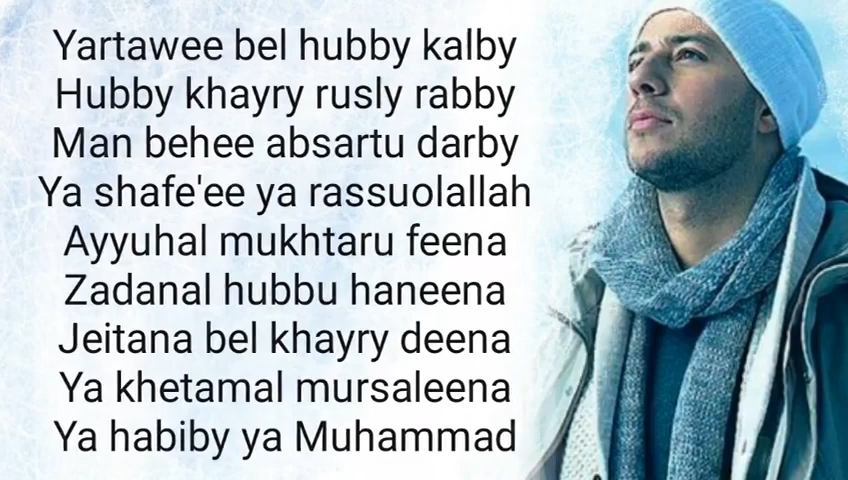 Yartawee bel hubby kalby
Hubby khayry rusly rabby
Man behee absartu darby
Ya shafe'ee ya rassuolallah
Ayyuhal mukhtaru feena
Zadanal hubbu haneena
Jeitana bel khayry deena
Ya khetamal mursaleena
Ya habiby ya Muhammad